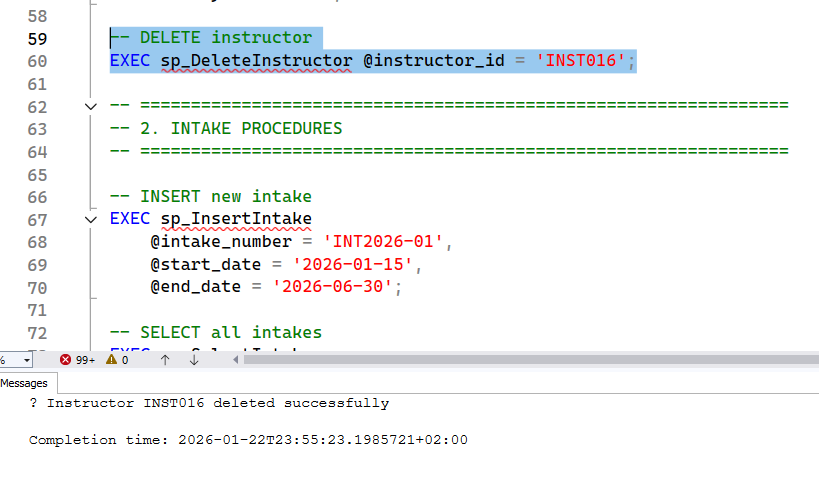 58
59 -- DELETE instructor
60 EXEC sp_DeleteInstructor @instructor_id = 'INST016';
61
62 -- ================================================================
63 -- 2. INTAKE PROCEDURES
64 -- ================================================================
65
66 -- INSERT new intake
67 EXEC sp_InsertIntake
68 @intake_number = 'INT2026-01',
69 @start_date = '2026-01-15',
70 @end_date = '2026-06-30';
71
72 -- SELECT all intakes
% 99+ 0
Messages
? Instructor INST016 deleted successfully
Completion time: 2026-01-22T23:55:23.1985721+02:00